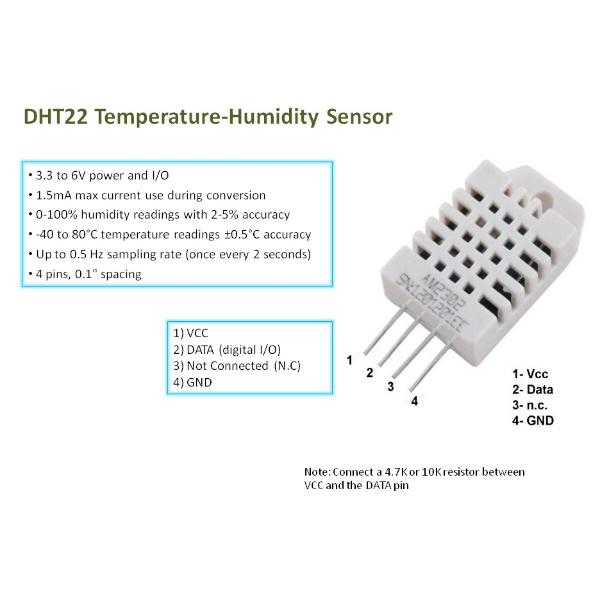 DHT22 Temperature-Humidity Sensor
• 3.3 to 6V power and I/O
• 1.5mA max current use during conversion
• 0-100% humidity readings with 2-5% accuracy
• -40 to 80°C temperature readings ±0.5°C accuracy
• Up to 0.5 Hz sampling rate (once every 2 seconds)
• 4 pins, 0.1" spacing
1) VCC
2) DATA (digital I/O)
3) Not Connected (N.C)
4) GND
AM2302
SN:1201201EE
1
2
3
4
1- Vcc
2- Data
3- n.c.
4- GND
Note: Connect a 4.7K or 10K resistor between
VCC and the DATA pin